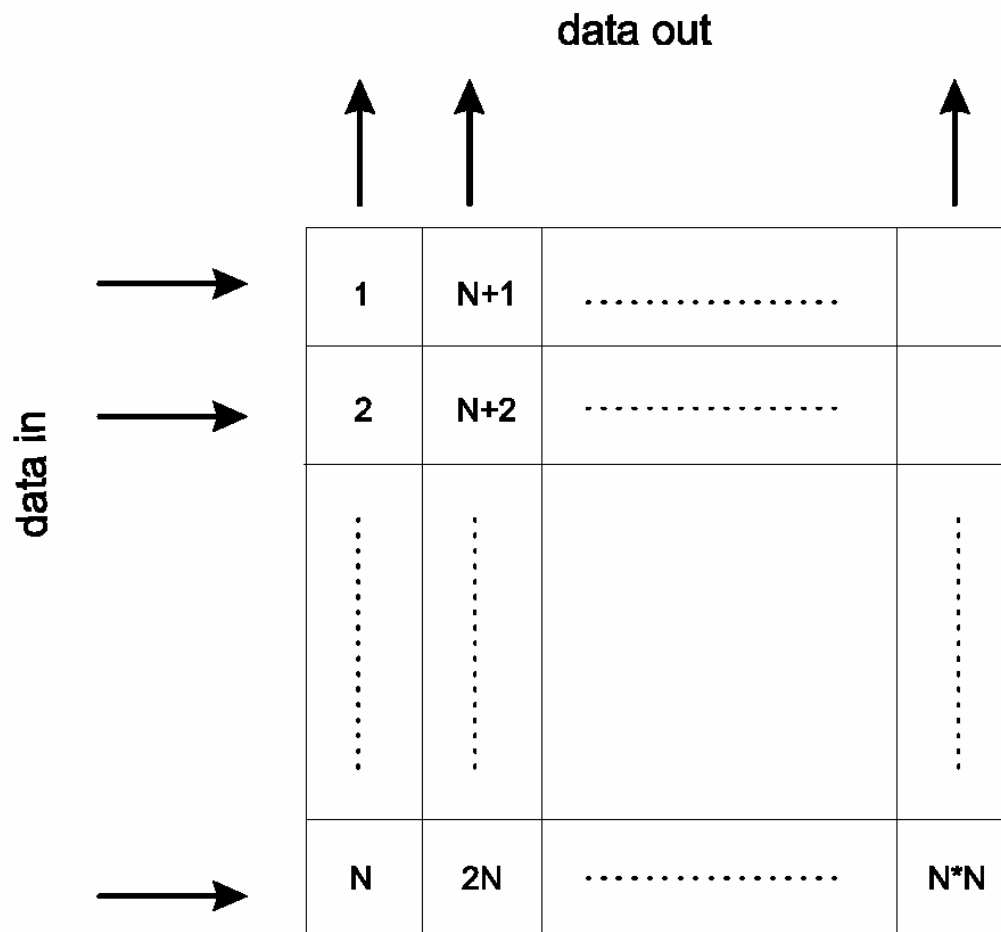 data out
data in
1 N+1 .................
2 N+2 .................
N 2N ................. N*N